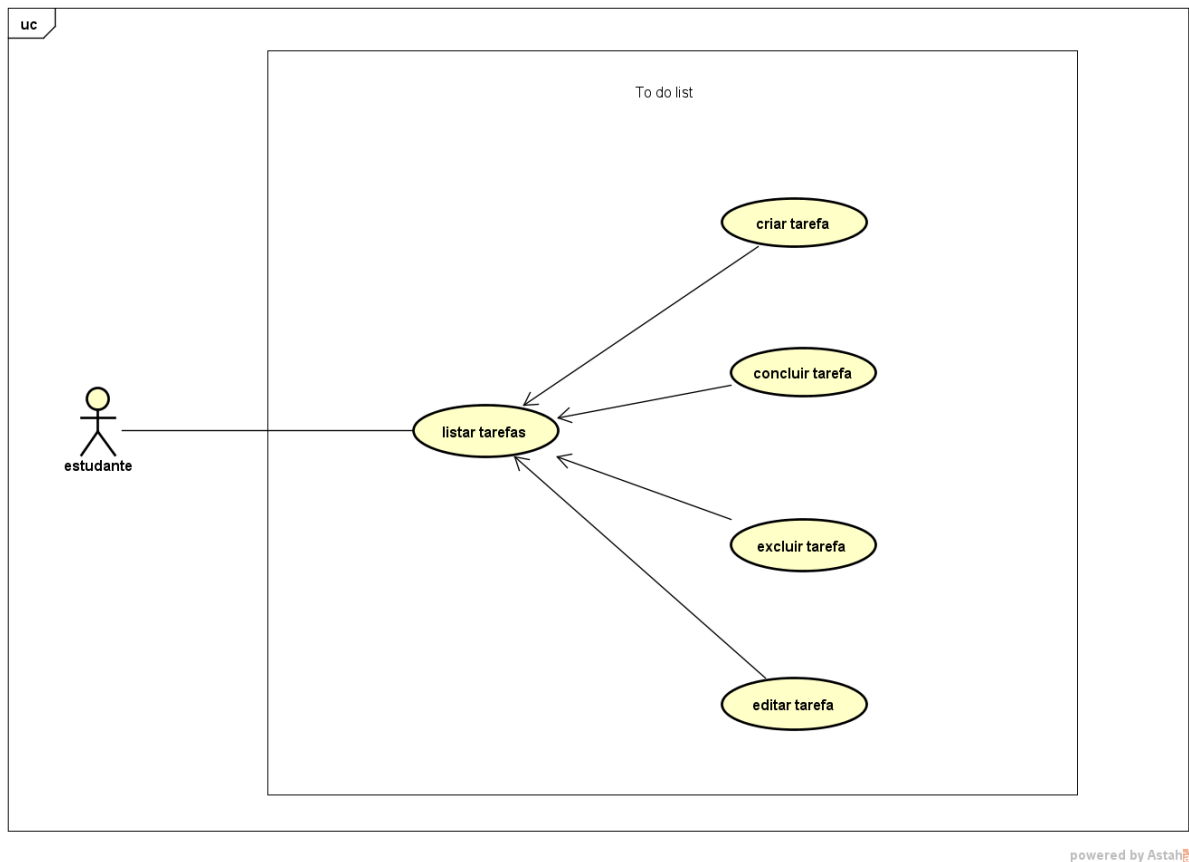 uc
To do list
criar tarefa
concluir tarefa
estudante
listar tarefas
excluir tarefa
editar tarefa
powered by Astah